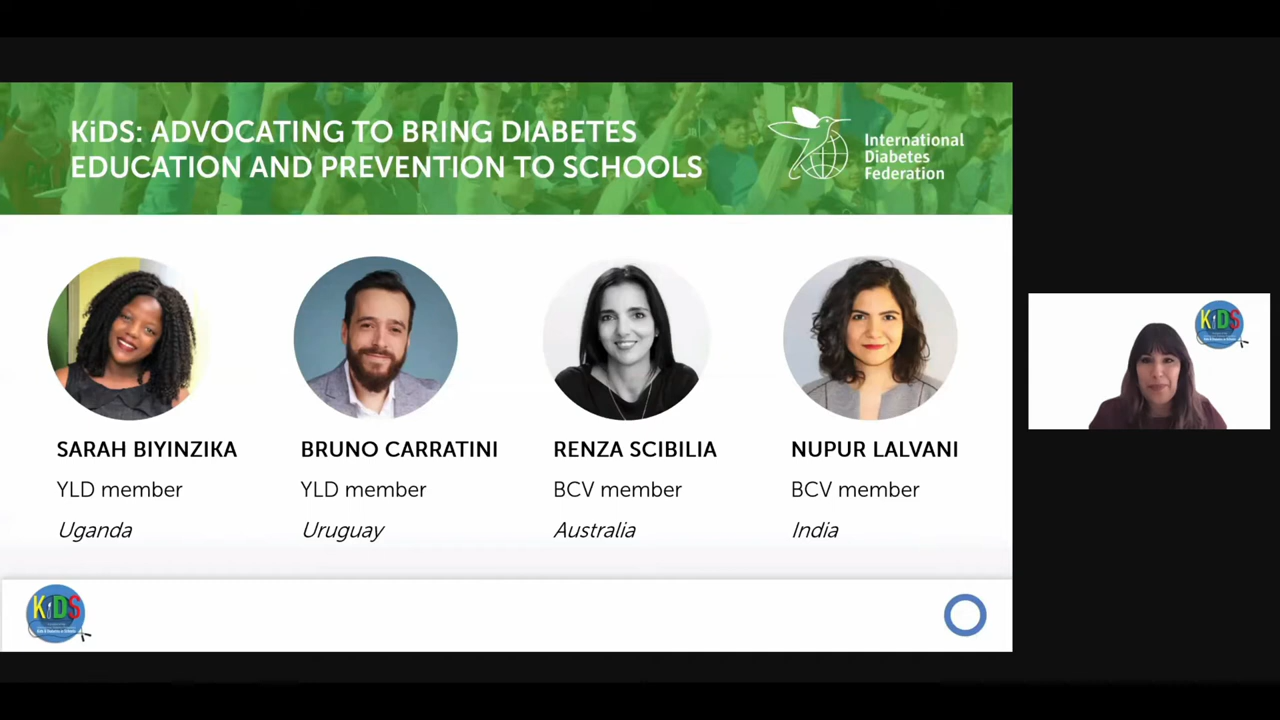 KiDS: ADVOCATING TO BRING DIABETES
EDUCATION AND PREVENTION TO SCHOOLS
International
Diabetes
Federation
SARAH BIYINZIKA
YLD member
Uganda
BRUNO CARRATINI
YLD member
Uruguay
RENZA SCIBILIA
BCV member
Australia
NUPUR LALVANI
BCV member
India
KiDS
KiDS